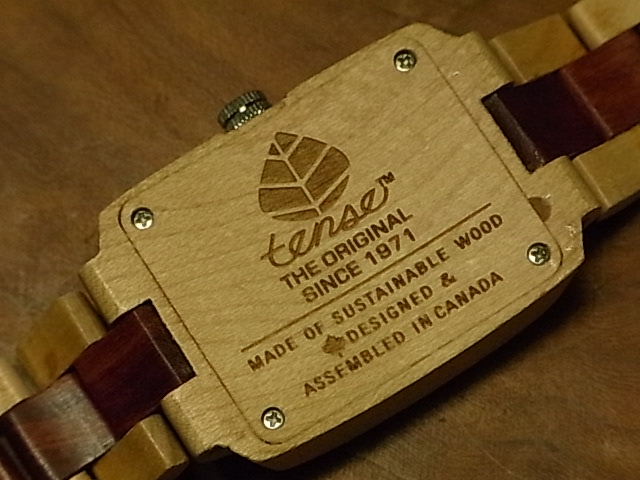 tense™
THE ORIGINAL
SINCE 1971
MADE OF SUSTAINABLE WOOD
DESIGNED &
ASSEMBLED IN CANADA